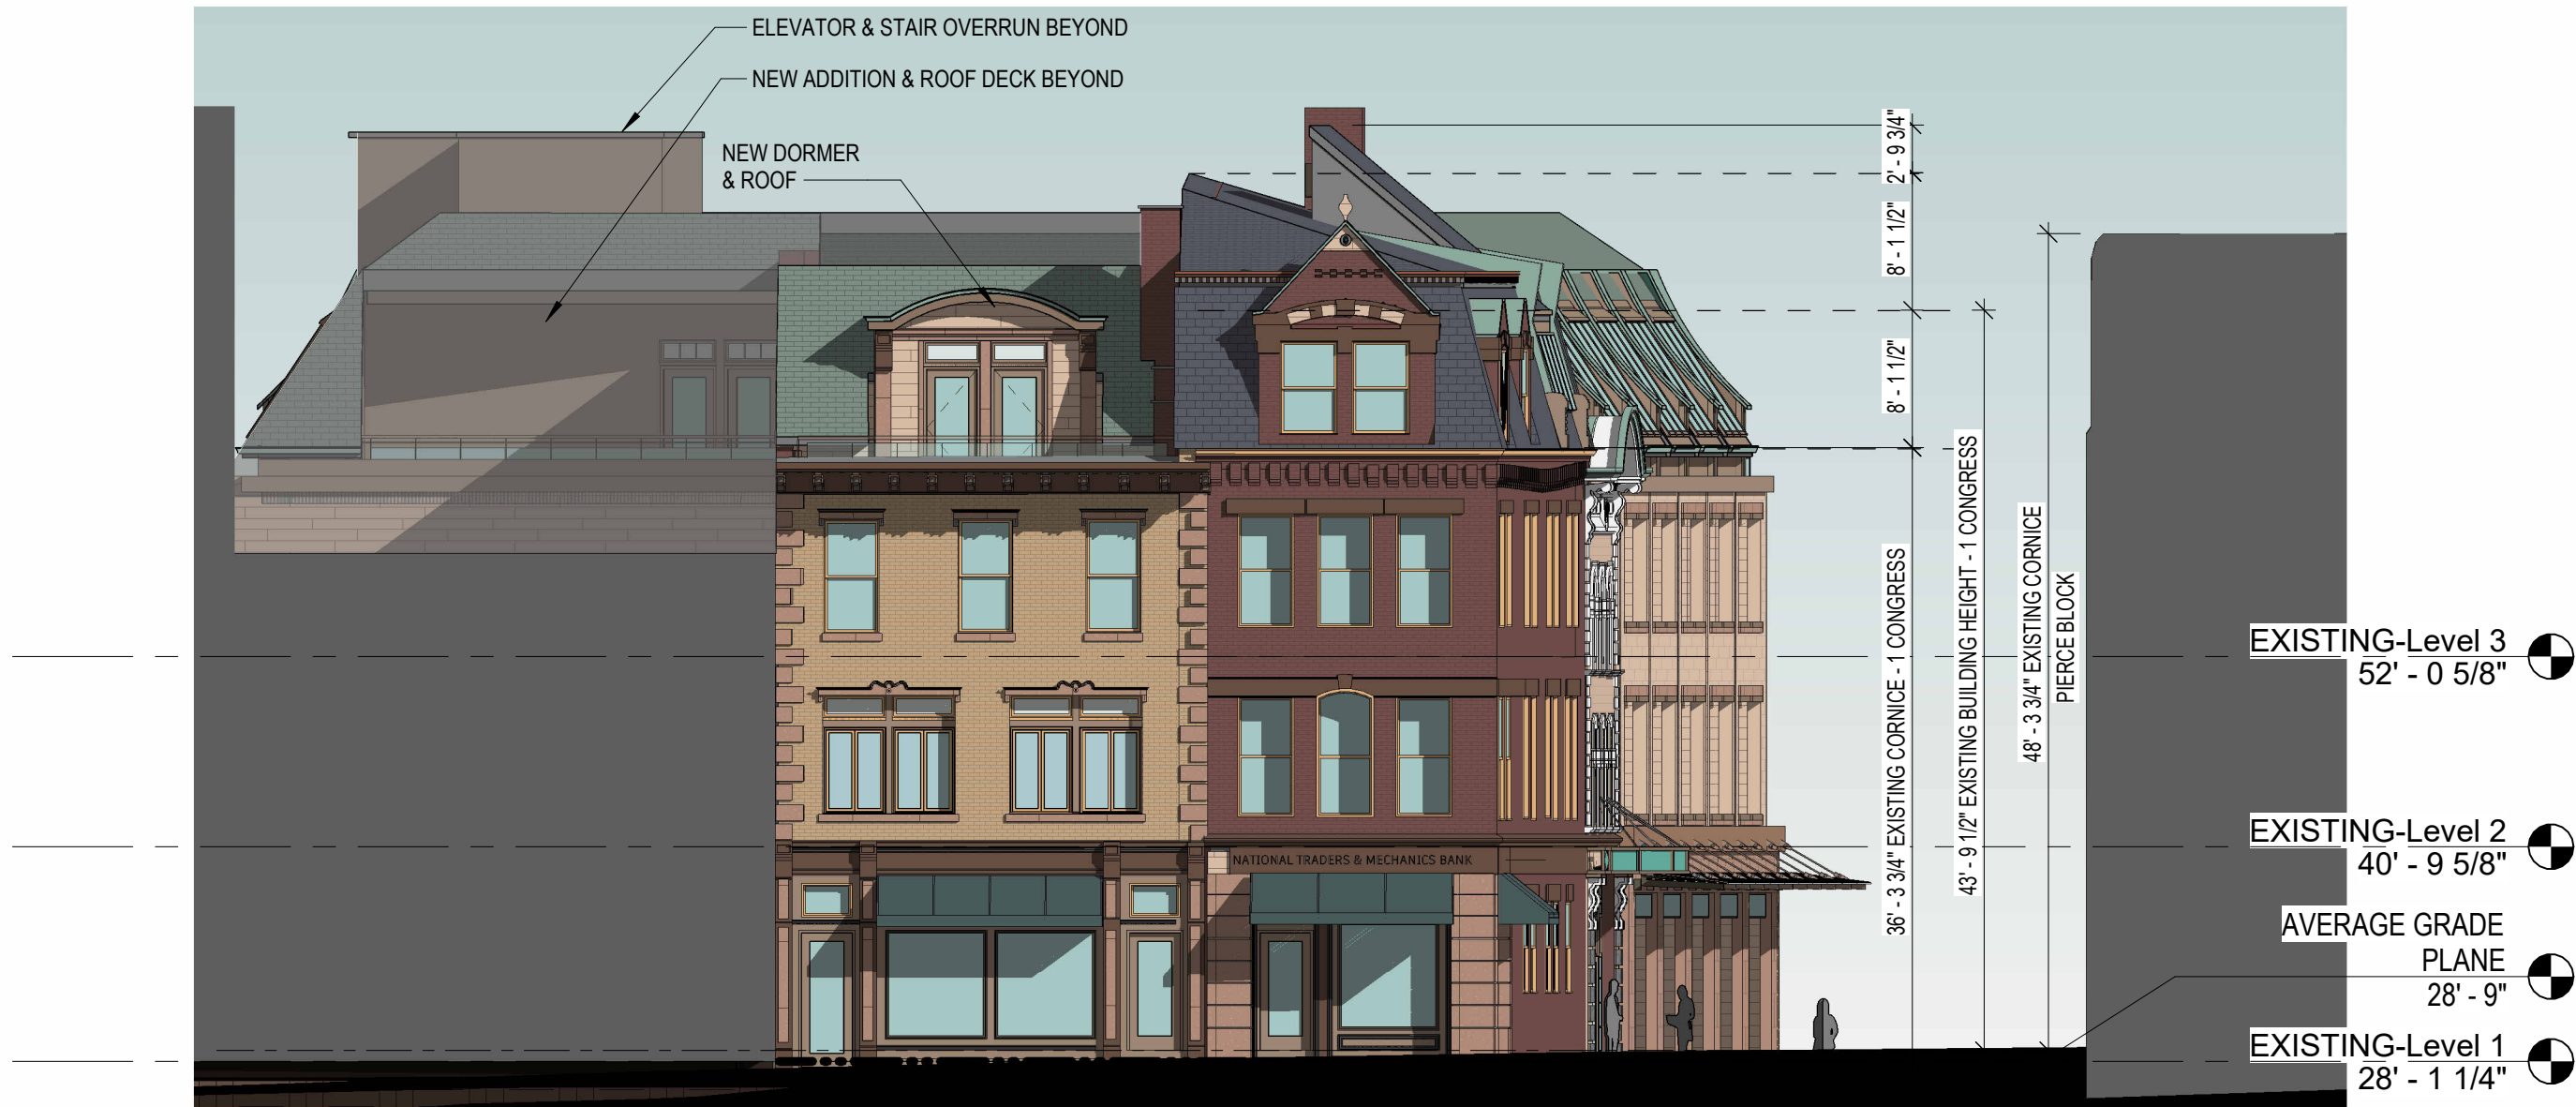 ELEVATOR & STAIR OVERRUN BEYOND
NEW ADDITION & ROOF DECK BEYOND
NEW DORMER
& ROOF
2' - 9 3/4"
8' - 1 1/2"
8' - 1 1/2"
36' - 3 3/4" EXISTING CORNICE - 1 CONGRESS
43' - 9 1/2" EXISTING BUILDING HEIGHT - 1 CONGRESS
48' - 3 3/4" EXISTING CORNICE
PIERCE BLOCK
NATIONAL TRADERS & MECHANICS BANK
EXISTING-Level 3
52' - 0 5/8"
EXISTING-Level 2
40' - 9 5/8"
AVERAGE GRADE
PLANE
28' - 9"
EXISTING-Level 1
28' - 1 1/4"